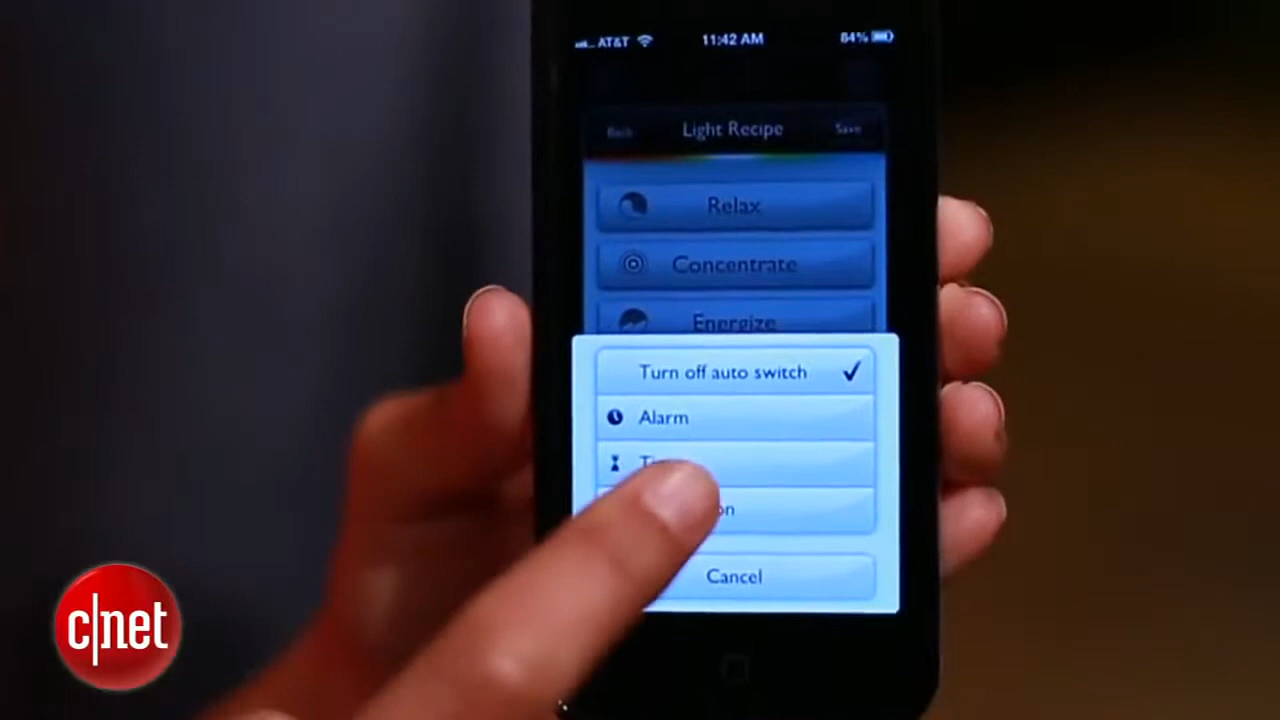 AT&T 11:42 AM 84%
Back Light Recipe Save
Relax
Concentrate
Energize
Turn off auto switch
Alarm
Cancel
c|net